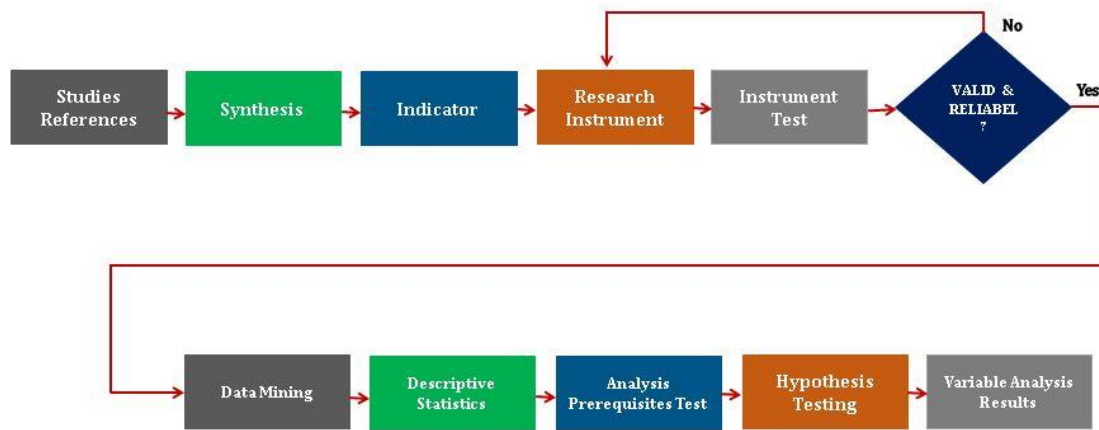 No
Studies
References
Synthesis
Indicator
Research
Instrument
Instrument
Test
VALID &
RELIABEL
?
Yes
Data Mining
Descriptive
Statistics
Analysis
Prerequisites Test
Hypothesis
Testing
Variable Analysis
Results